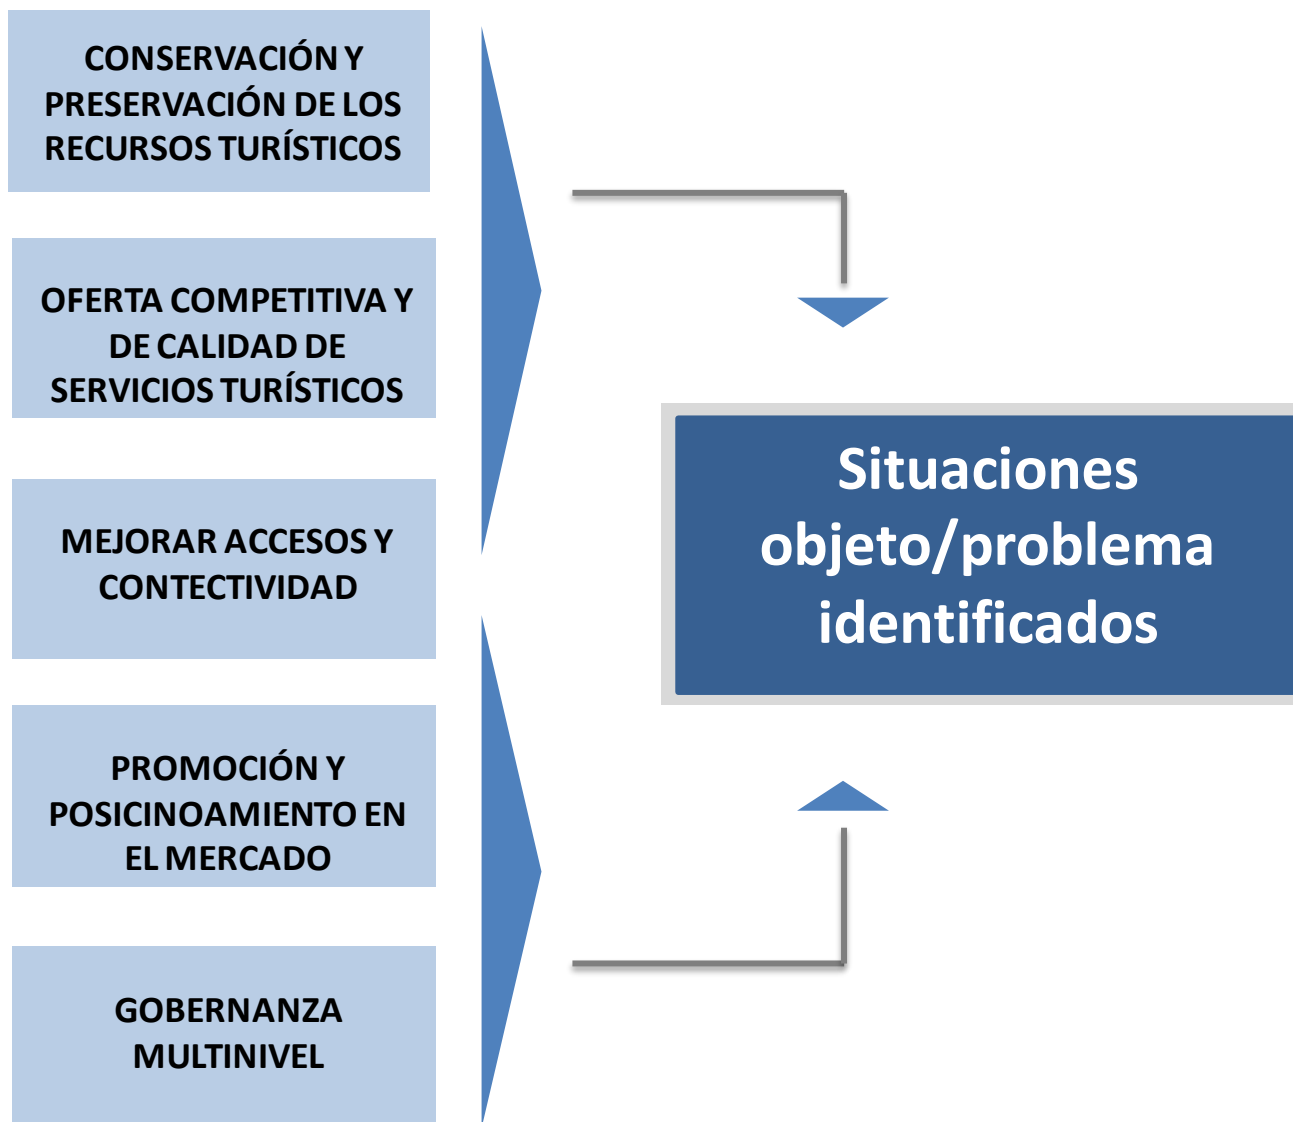 CONSERVACIÓN Y
PRESERVACIÓN DE LOS
RECURSOS TURÍSTICOS
OFERTA COMPETITIVA Y
DE CALIDAD DE
SERVICIOS TURÍSTICOS
MEJORAR ACCESOS Y
CONTECTIVIDAD
PROMOCIÓN Y
POSICINOAMIENTO EN
EL MERCADO
GOBERNANZA
MULTINIVEL
Situaciones
objeto/problema
identificados